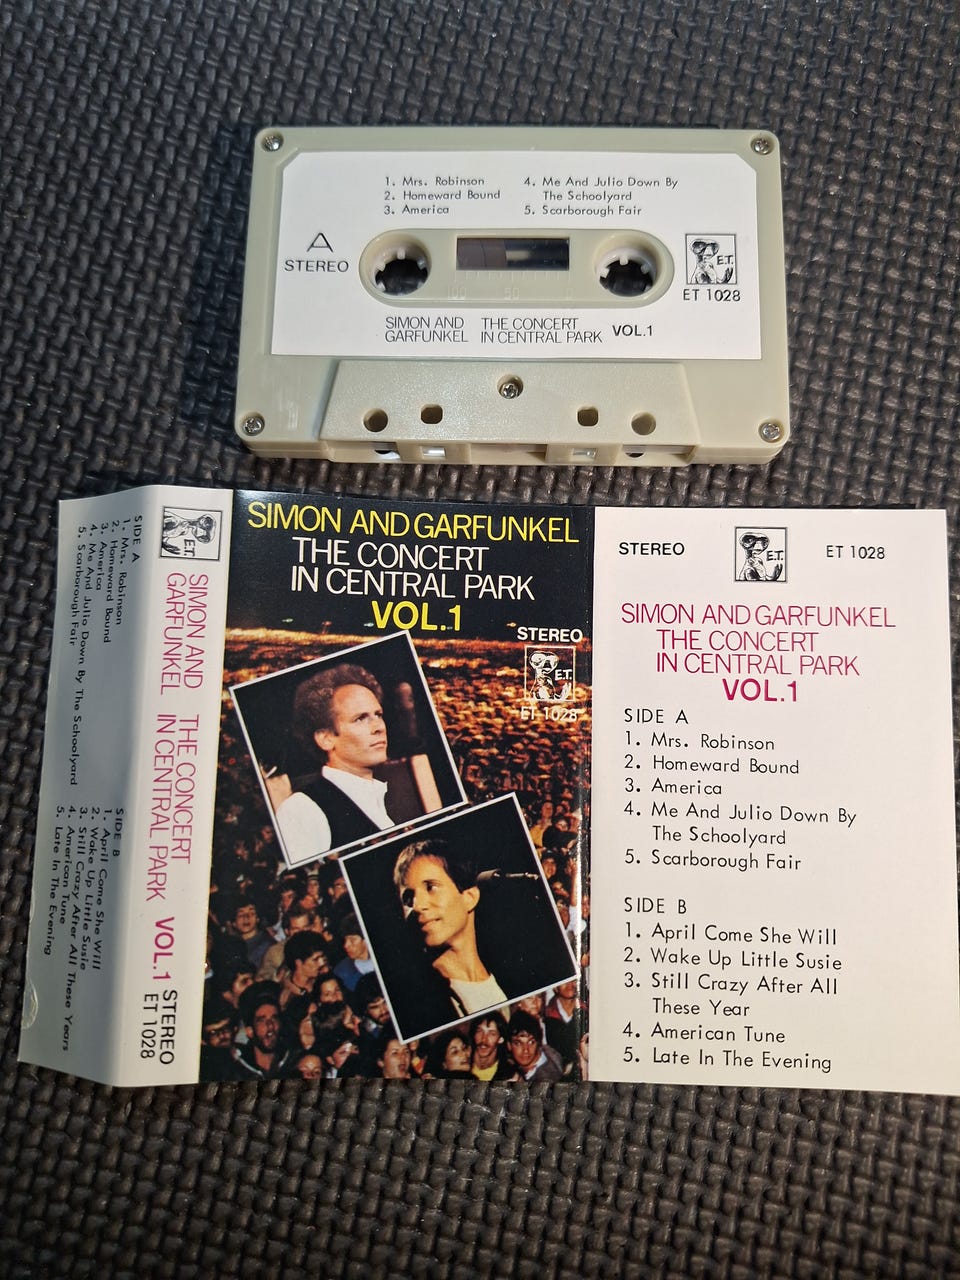 1. Mrs. Robinson
2. Homeward Bound
3. America
4. Me And Julio Down By
The Schoolyard
5. Scarborough Fair
A
STEREO
E.T.
ET 1028
100 50 0
SIMON AND
GARFUNKEL
THE CONCERT
IN CENTRAL PARK
VOL.1
SIDE A
1. Mrs. Robinson
2. Homeward Bound
3. America
4. Me And Julio Down By The Schoolyard
5. Scarborough Fair
SIDE B
1. April Come She Will
2. Wake Up Little Susie
3. Still Crazy After All These Years
4. American Tune
5. Late In The Evening
E.T.
SIMON AND
GARFUNKEL
THE CONCERT
IN CENTRAL PARK
VOL.1
STEREO
ET 1028
SIMON AND GARFUNKEL
THE CONCERT
IN CENTRAL PARK
VOL.1
STEREO
E.T.
ET 1028
STEREO
E.T.
ET 1028
SIMON AND GARFUNKEL
THE CONCERT
IN CENTRAL PARK
VOL.1
SIDE A
1. Mrs. Robinson
2. Homeward Bound
3. America
4. Me And Julio Down By
The Schoolyard
5. Scarborough Fair
SIDE B
1. April Come She Will
2. Wake Up Little Susie
3. Still Crazy After All
These Year
4. American Tune
5. Late In The Evening